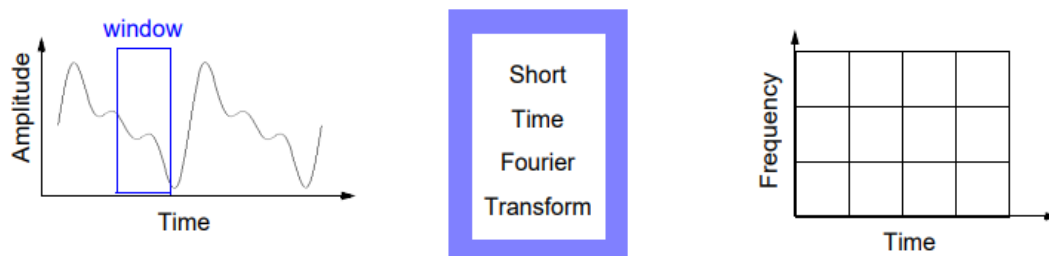 window
Amplitude
Time
Short
Time
Fourier
Transform
Frequency
Time